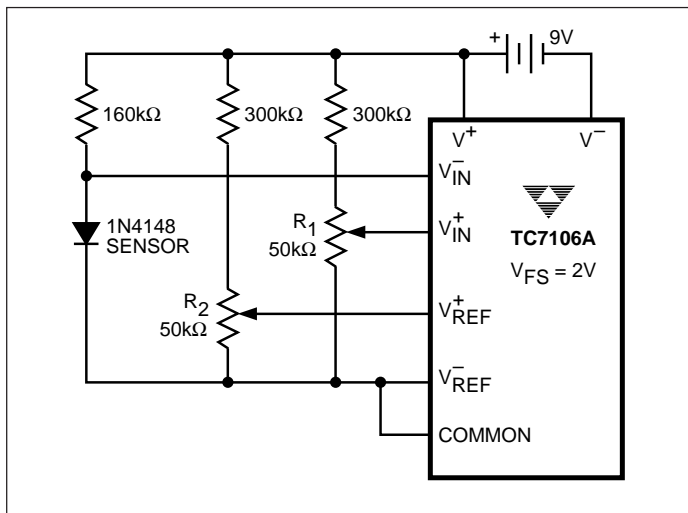 +
9V
160kΩ
300kΩ
300kΩ
V+
V−
V−IN
1N4148
SENSOR
R1
50kΩ
V+IN
TC7106A
VFS = 2V
R2
50kΩ
V+REF
V−REF
COMMON